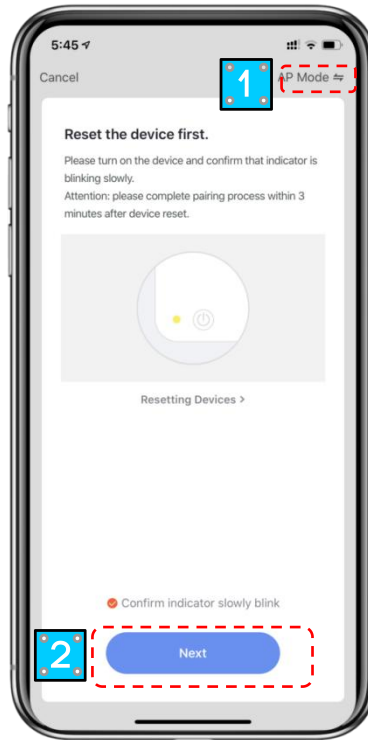 5:45
Cancel
1
AP Mode
Reset the device first.
Please turn on the device and confirm that indicator is
blinking slowly.
Attention: please complete pairing process within 3
minutes after device reset.
Resetting Devices >
Confirm indicator slowly blink
2
Next